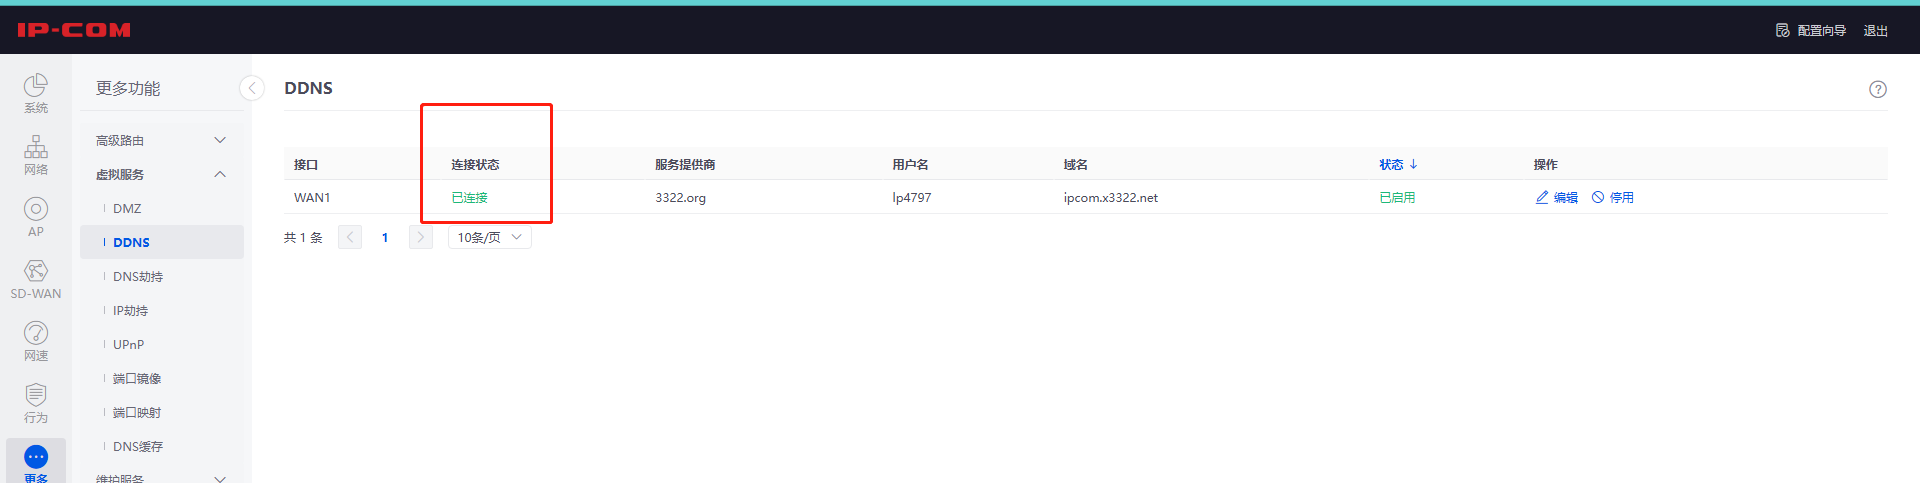 IP-COM
配置向导 退出
系统
网络
AP
SD-WAN
网速
行为
更多
更多功能
高级路由
虚拟服务
DMZ
DDNS
DNS劫持
IP劫持
UPnP
端口镜像
端口映射
DNS缓存
维护服务
DDNS
接口 连接状态 服务提供商 用户名 域名 状态 操作
WAN1 已连接 3322.org lp4797 ipcom.x3322.net 已启用 编辑 停用
共 1 条 1 10条/页